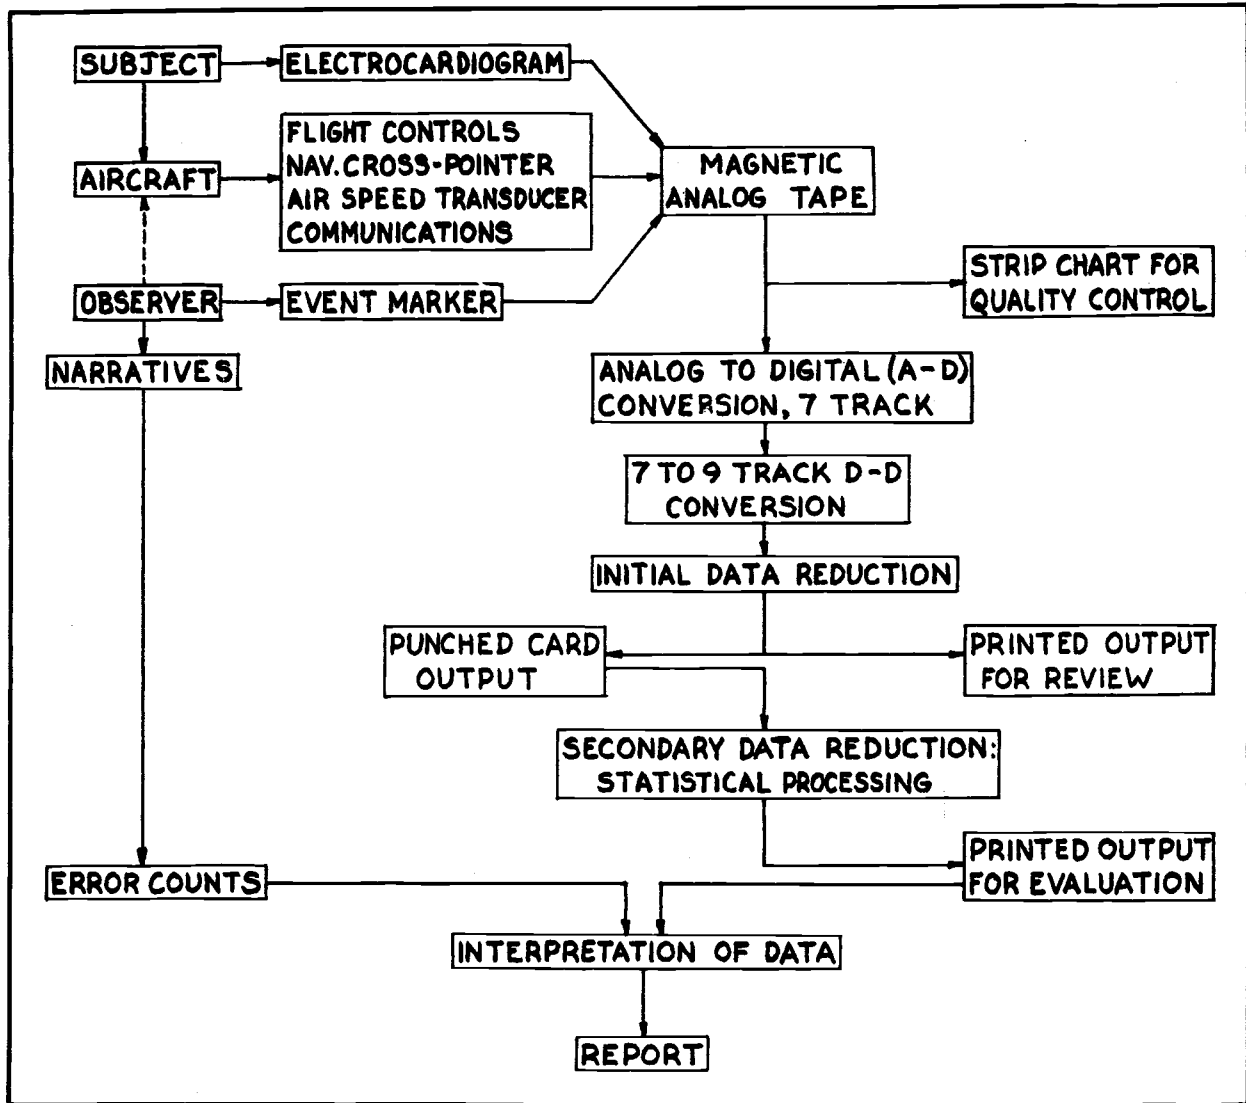 SUBJECT
ELECTROCARDIOGRAM
FLIGHT CONTROLS
NAV. CROSS-POINTER
AIR SPEED TRANSDUCER
COMMUNICATIONS
AIRCRAFT
MAGNETIC
ANALOG TAPE
OBSERVER
EVENT MARKER
STRIP CHART FOR
QUALITY CONTROL
NARRATIVES
ANALOG TO DIGITAL (A-D)
CONVERSION, 7 TRACK
7 TO 9 TRACK D-D
CONVERSION
INITIAL DATA REDUCTION
PUNCHED CARD
OUTPUT
PRINTED OUTPUT
FOR REVIEW
SECONDARY DATA REDUCTION:
STATISTICAL PROCESSING
ERROR COUNTS
PRINTED OUTPUT
FOR EVALUATION
INTERPRETATION OF DATA
REPORT